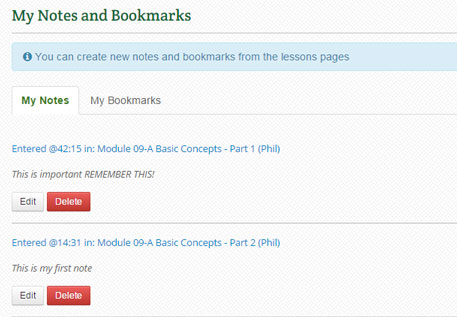 My Notes and Bookmarks
You can create new notes and bookmarks from the lessons pages
My Notes My Bookmarks
Entered @42:15 in: Module 09-A Basic Concepts - Part 1 (Phil)
This is important REMEMBER THIS!
Edit Delete
Entered @14:31 in: Module 09-A Basic Concepts - Part 2 (Phil)
This is my first note
Edit Delete